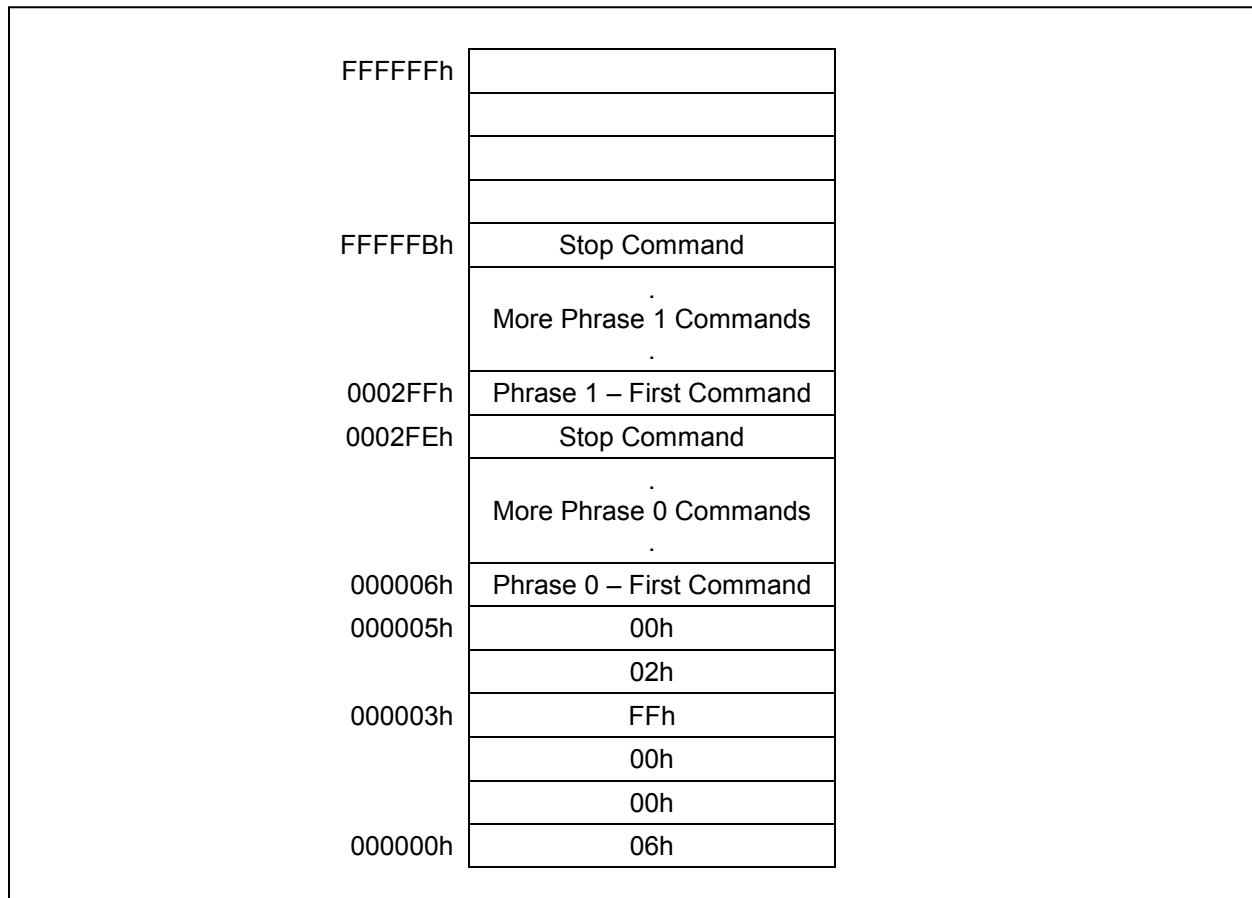 FFFFFFh
FFFFFBh Stop Command
.
More Phrase 1 Commands
.
0002FFh Phrase 1 – First Command
0002FEh Stop Command
.
More Phrase 0 Commands
.
000006h Phrase 0 – First Command
000005h 00h
02h
000003h FFh
00h
00h
000000h 06h